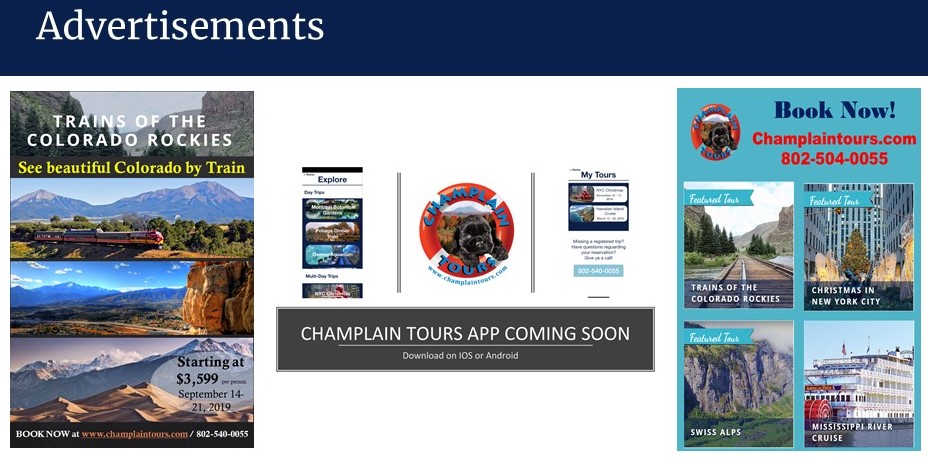 Advertisements
TRAINS OF THE
COLORADO ROCKIES
See beautiful Colorado by Train
Starting at
$3,599 per person
September 14-
21, 2019
BOOK NOW at www.champlaintours.com / 802-540-0055
Explore
Day Trips
Montreal Botanical
Gardens
Foliage Dinner
Train
Multi-Day Trips
NYC Christmas
CHAMPLAIN
TOURS
www.champlaintours.com
My Tours
NYC Christmas
Hawaiian Island
Cruise
Missing a registered trip?
Have questions reguarding
your reservation?
Give us a call!
802-540-0055
CHAMPLAIN TOURS APP COMING SOON
Download on IOS or Android
CHAMPLAIN
TOURS
Book Now!
Champlaintours.com
802-504-0055
Featured Tour
TRAINS OF THE
COLORADO ROCKIES
Featured Tour
CHRISTMAS IN
NEW YORK CITY
Featured Tour
SWISS ALPS
MISSISSIPPI RIVER
CRUISE